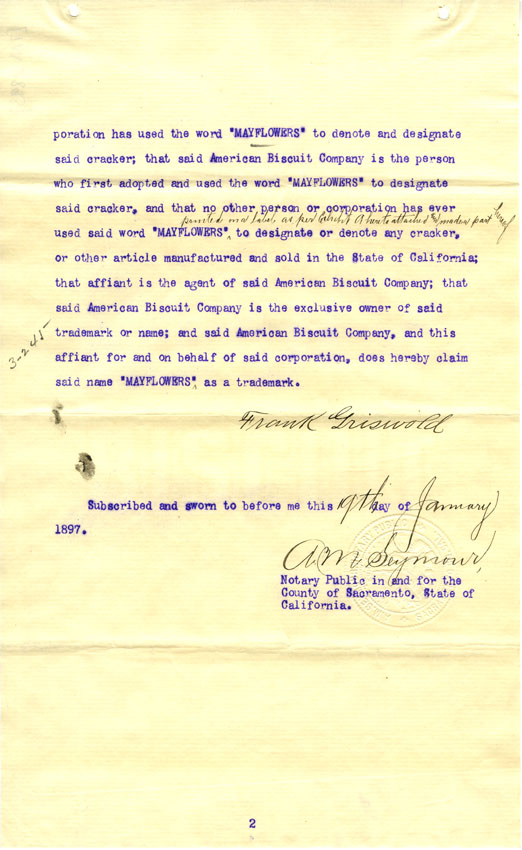 poration has used the word "MAYFLOWERS" to denote and designate
said cracker; that said American Biscuit Company is the person
who first adopted and used the word "MAYFLOWERS" to designate
said cracker, and that no other person or corporation has ever
printed on a label as per Exhibit A hereto attached and made a part hereof
used said word "MAYFLOWERS"^ to designate or denote any cracker,
or other article manufactured and sold in the State of California;
that affiant is the agent of said American Biscuit Company; that
said American Biscuit Company is the exclusive owner of said
trademark or name; and said American Biscuit Company, and this
affiant for and on behalf of said corporation, does hereby claim
said name "MAYFLOWERS" as a trademark.
3-245
Frank Griswold
Subscribed and sworn to before me this 19th day of January
1897.
A M Seymour,
Notary Public in and for the
County of Sacramento, State of
California.
2